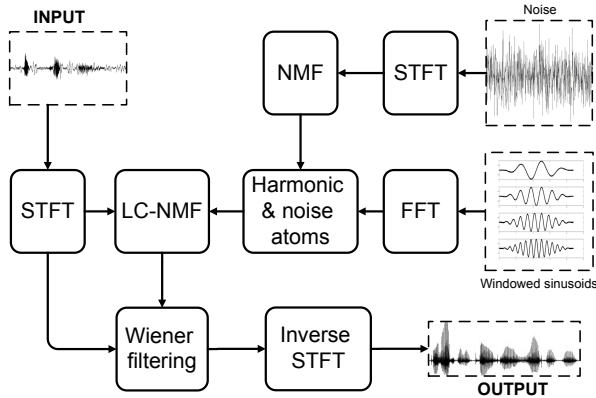 INPUT
Noise
NMF
STFT
STFT
LC-NMF
Harmonic
& noise
atoms
FFT
Windowed sinusoids
Wiener
filtering
Inverse
STFT
OUTPUT